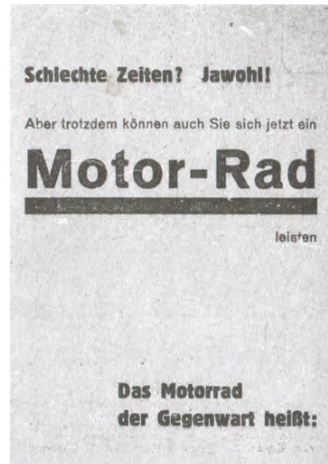 Schlechte Zeiten? Jawohl!
Aber trotzdem können auch Sie sich jetzt ein
Motor-Rad
leisten
Das Motorrad
der Gegenwart heißt: